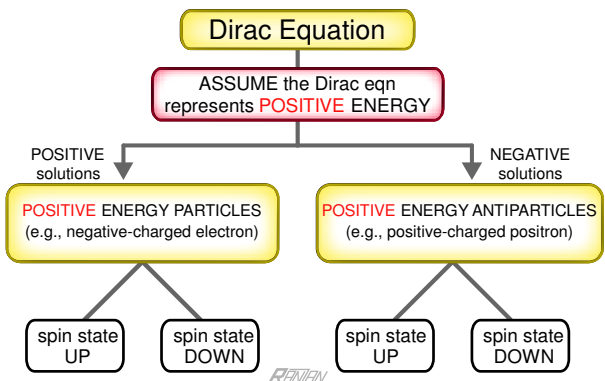 Dirac Equation
ASSUME the Dirac eqn
represents POSITIVE ENERGY
POSITIVE
solutions
NEGATIVE
solutions
POSITIVE ENERGY PARTICLES
(e.g., negative-charged electron)
POSITIVE ENERGY ANTIPARTICLES
(e.g., positive-charged positron)
spin state
UP
spin state
DOWN
spin state
UP
spin state
DOWN